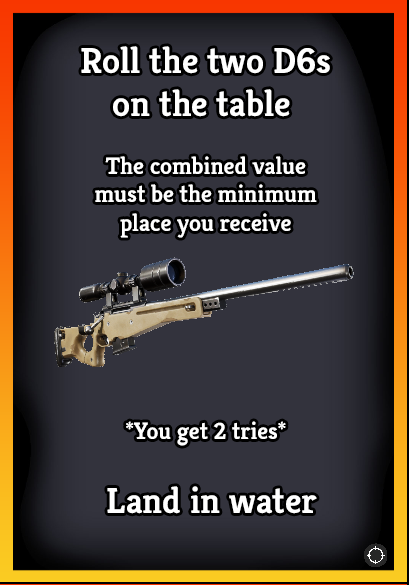 Roll the two D6s
on the table
The combined value
must be the minimum
place you receive
*You get 2 tries*
Land in water